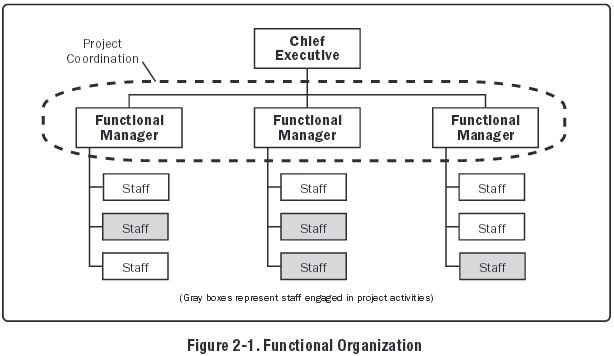 Project
Coordination
Chief
Executive
Functional
Manager
Functional
Manager
Functional
Manager
Staff
Staff
Staff
Staff
Staff
Staff
Staff
Staff
Staff
(Gray boxes represent staff engaged in project activities)
Figure 2-1. Functional Organization